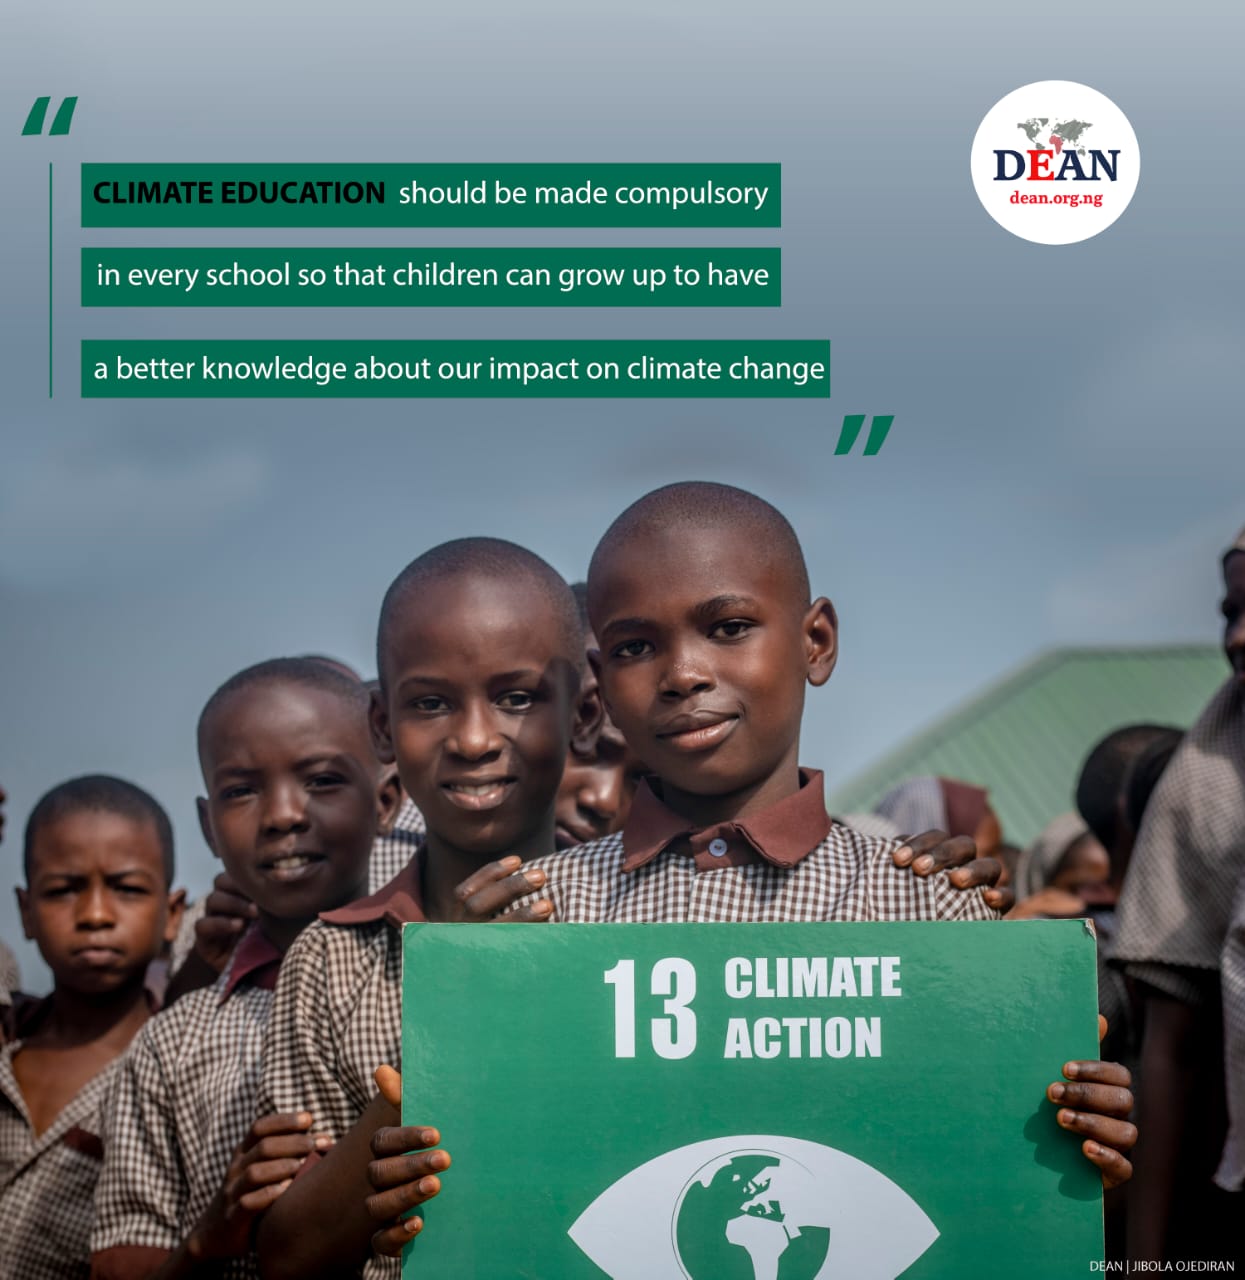 “
CLIMATE EDUCATION should be made compulsory
in every school so that children can grow up to have
a better knowledge about our impact on climate change
”
DEAN
dean.org.ng
13 CLIMATE
ACTION
DEAN | JIBOLA OJEDIRAN